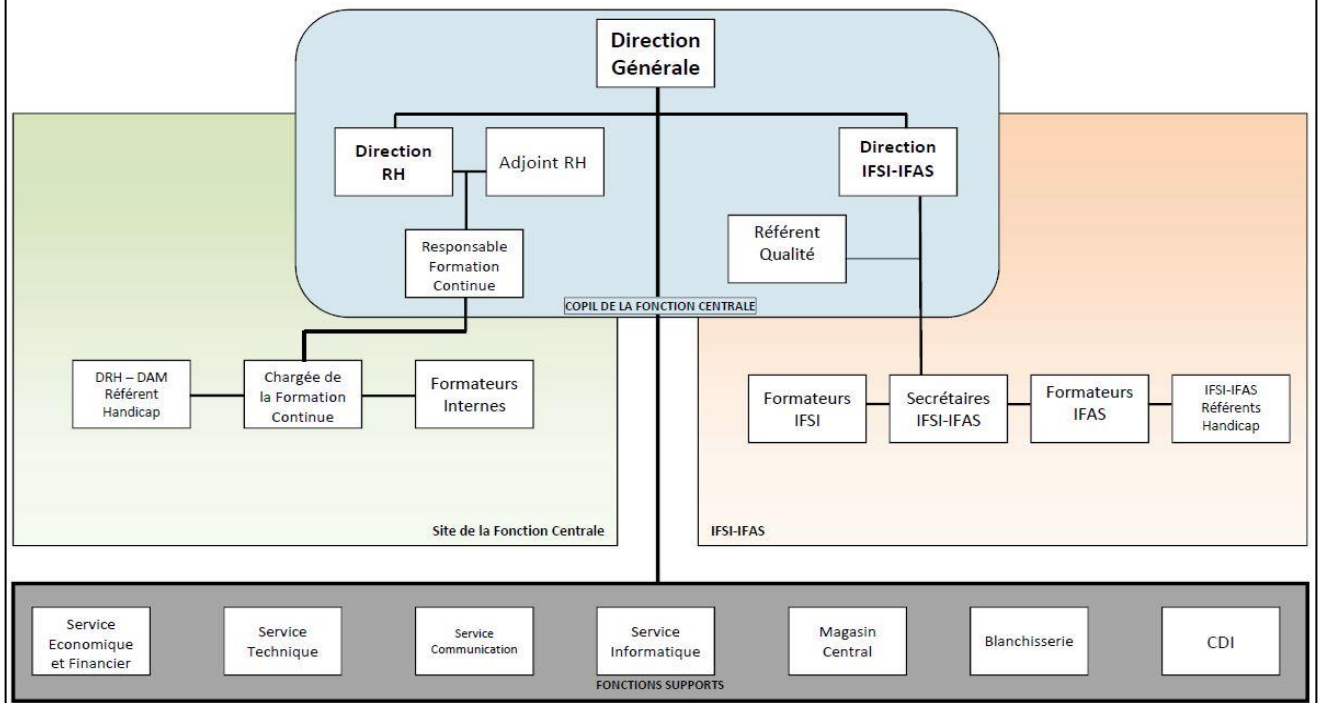 Direction
Générale
Direction
RH
Adjoint RH
Direction
IFSI-IFAS
Responsable
Formation
Continue
Référent
Qualité
COPIL DE LA FONCTION CENTRALE
DRH – DAM
Référent
Handicap
Chargée de
la Formation
Continue
Formateurs
Internes
Formateurs
IFSI
Secrétaires
IFSI-IFAS
Formateurs
IFAS
IFSI-IFAS
Référents
Handicap
Site de la Fonction Centrale
IFSI-IFAS
Service
Economique
et Financier
Service
Technique
Service
Communication
Service
Informatique
Magasin
Central
Blanchisserie
CDI
FONCTIONS SUPPORTS